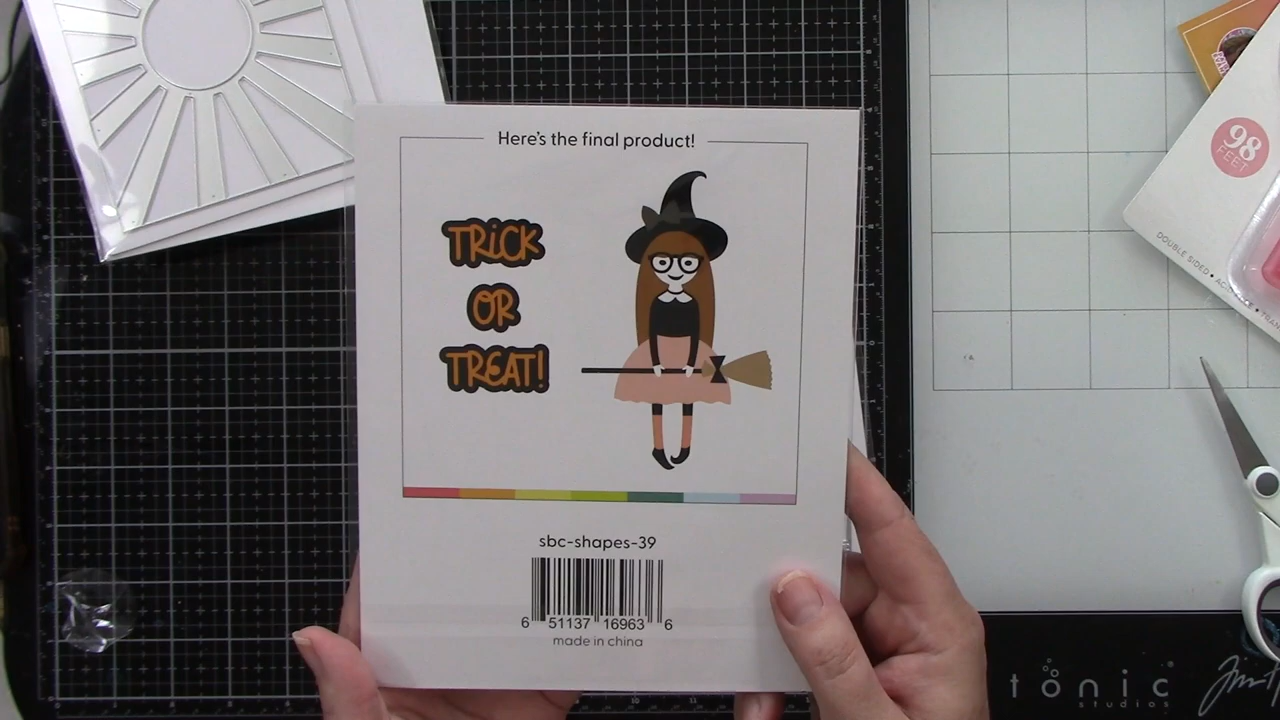 Here's the final product!
TRiCK
OR
TREAT!
sbc-shapes-39
6 51137 16963 6
made in china
98
FEET
DOUBLE SIDED •
tonic
studios